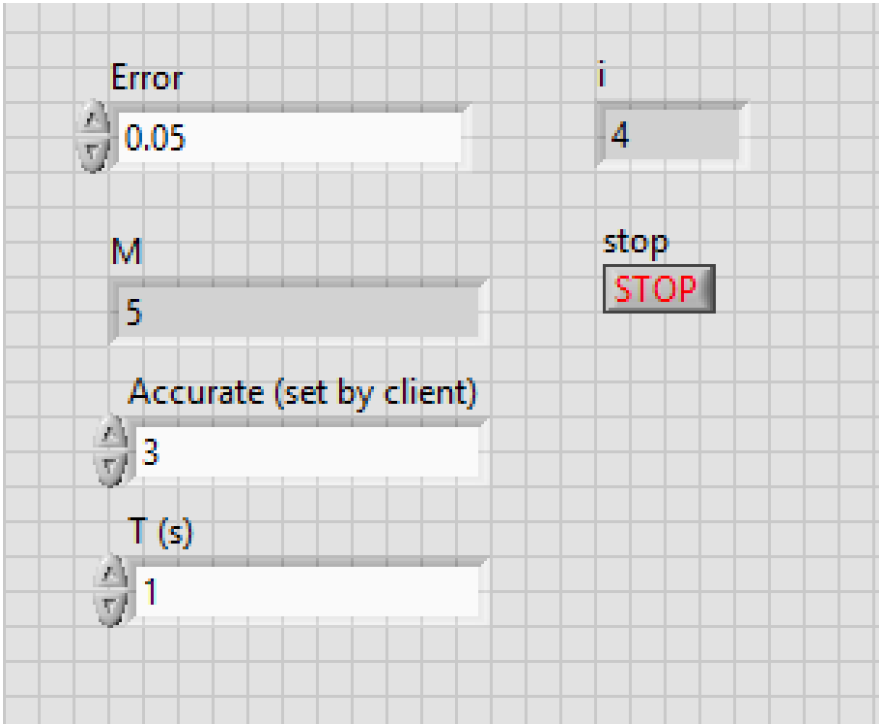 Error
0.05
i
4
M
5
stop
STOP
Accurate (set by client)
3
T (s)
1